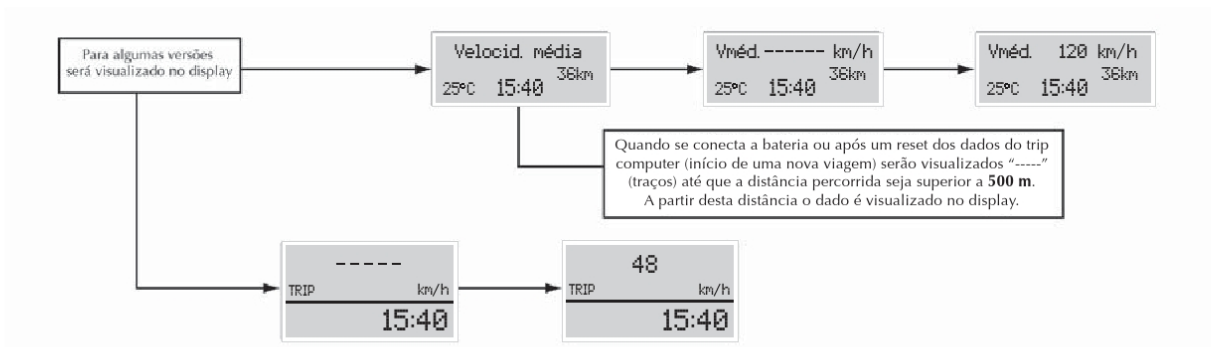 Para algumas versões
será visualizado no display
Velocid. média
36km
25ºC 15:40
Vméd. ------ km/h
36km
25ºC 15:40
Vméd. 120 km/h
36km
25ºC 15:40
Quando se conecta a bateria ou após um reset dos dados do trip
computer (início de uma nova viagem) serão visualizados “-----”
(traços) até que a distância percorrida seja superior a 500 m.
A partir desta distância o dado é visualizado no display.
-----
TRIP km/h
15:40
48
TRIP km/h
15:40